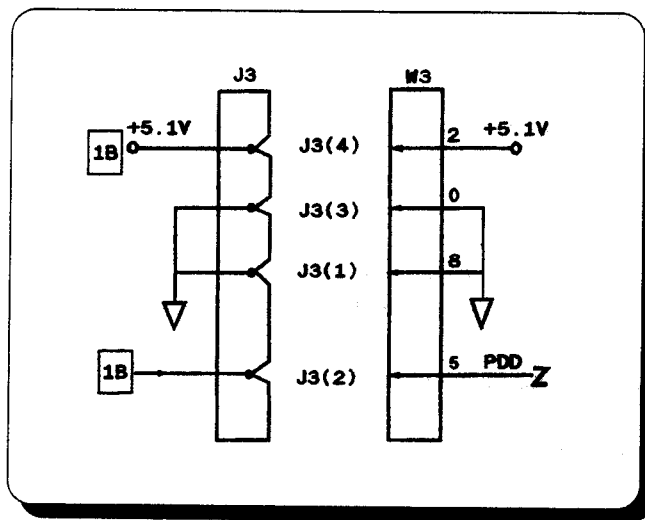 J3 W3
1B +5.1V J3(4) 2 +5.1V
J3(3) 0
J3(1) 8
1B J3(2) 5 PDD